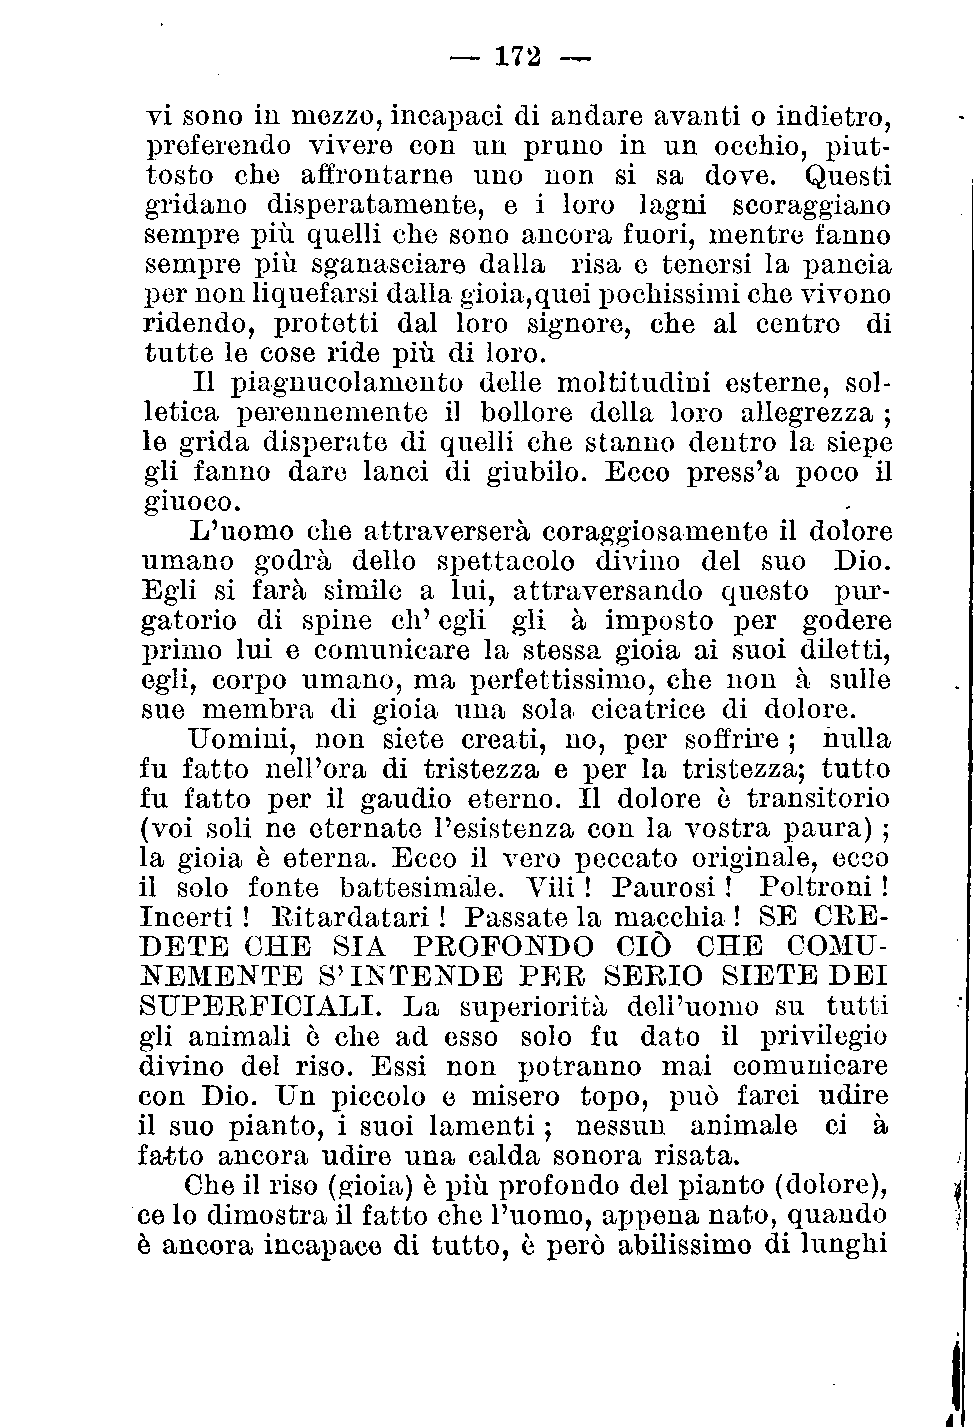 — 172 —
vi sono in mezzo, incapaci di andare avanti o indietro,
preferendo vivere con un pruno in un occhio, piut-
tosto che affrontarne uno non si sa dove. Questi
gridano disperatamente, e i loro lagni scoraggiano
sempre più quelli che sono ancora fuori, mentre fanno
sempre più sganasciare dalla risa e tenersi la pancia
per non liquefarsi dalla gioia,quei pochissimi che vivono
ridendo, protetti dal loro signore, che al centro di
tutte le cose ride più di loro.
Il piagnucolamento delle moltitudini esterne, sol-
letica perennemente il bollore della loro allegrezza ;
le grida disperate di quelli che stanno dentro la siepe
gli fanno dare lanci di giubilo. Ecco press'a poco il
giuoco.
L'uomo che attraverserà coraggiosamente il dolore
umano godrà dello spettacolo divino del suo Dio.
Egli si farà simile a lui, attraversando questo pur-
gatorio di spine ch' egli gli à imposto per godere
primo lui e comunicare la stessa gioia ai suoi diletti,
egli, corpo umano, ma perfettissimo, che non à sulle
sue membra di gioia una sola cicatrice di dolore.
Uomini, non siete creati, no, per soffrire ; nulla
fu fatto nell'ora di tristezza e per la tristezza; tutto
fu fatto per il gaudio eterno. Il dolore è transitorio
(voi soli ne eternate l'esistenza con la vostra paura) ;
la gioia è eterna. Ecco il vero peccato originale, ecco
il solo fonte battesimale. Vili ! Paurosi ! Poltroni !
Incerti ! Ritardatari ! Passate la macchia ! SE CRE-
DETE CHE SIA PROFONDO CIÒ CHE COMU-
NEMENTE S' INTENDE PER SERIO SIETE DEI
SUPERFICIALI. La superiorità dell'uomo su tutti
gli animali è che ad esso solo fu dato il privilegio
divino del riso. Essi non potranno mai comunicare
con Dio. Un piccolo e misero topo, può farci udire
il suo pianto, i suoi lamenti ; nessun animale ci à
fatto ancora udire una calda sonora risata.
Che il riso (gioia) è più profondo del pianto (dolore),
ce lo dimostra il fatto che l'uomo, appena nato, quando
è ancora incapace di tutto, è però abilissimo di lunghi